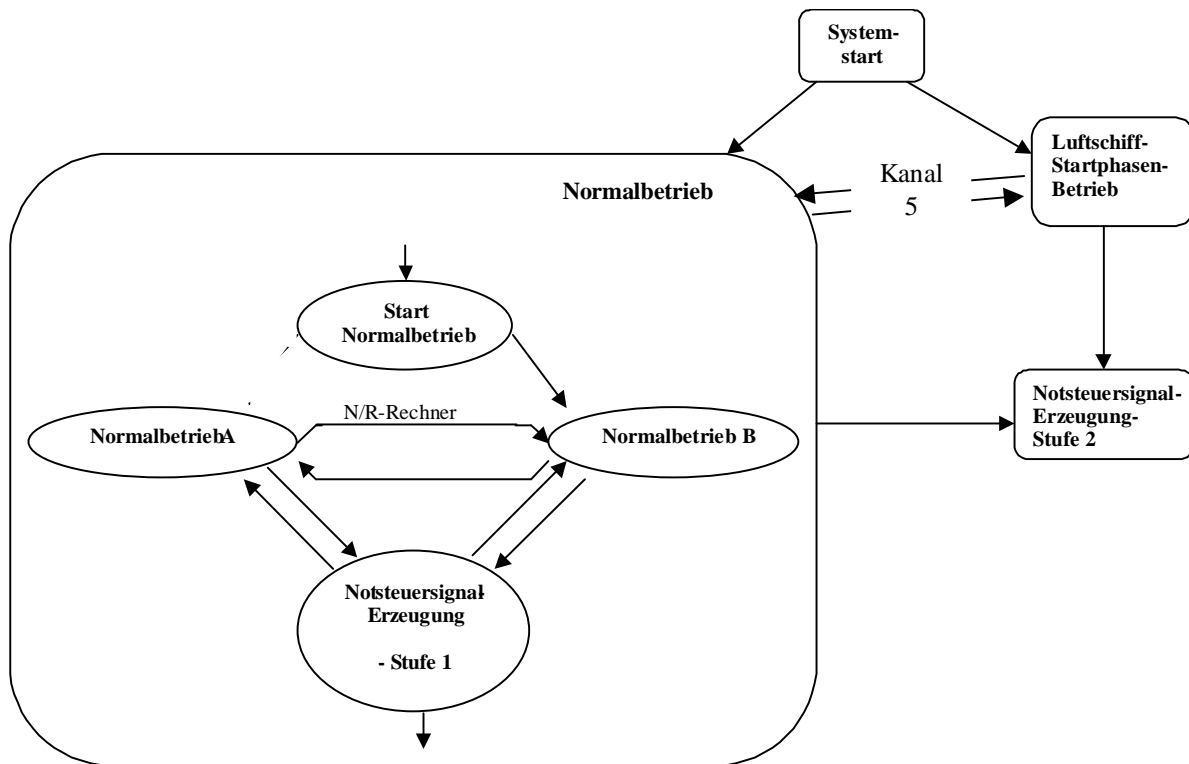 System-
start
Luftschiff-
Startphasen-
Betrieb
Kanal
5
Normalbetrieb
Start
Normalbetrieb
N/R-Rechner
NormalbetriebA
Normalbetrieb B
Notsteuersignal-
Erzeugung-
Stufe 2
Notsteuersignal-
Erzeugung
- Stufe 1